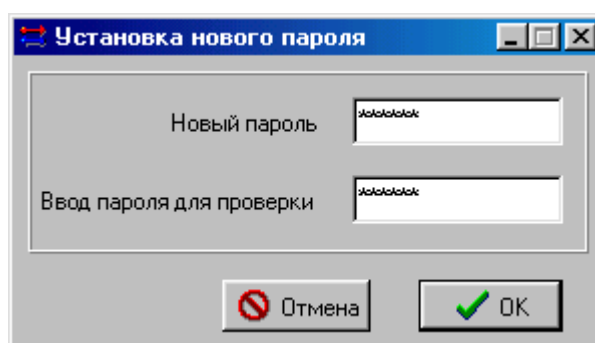 Установка нового пароля
Новый пароль *******
Ввод пароля для проверки *******
Отмена OK